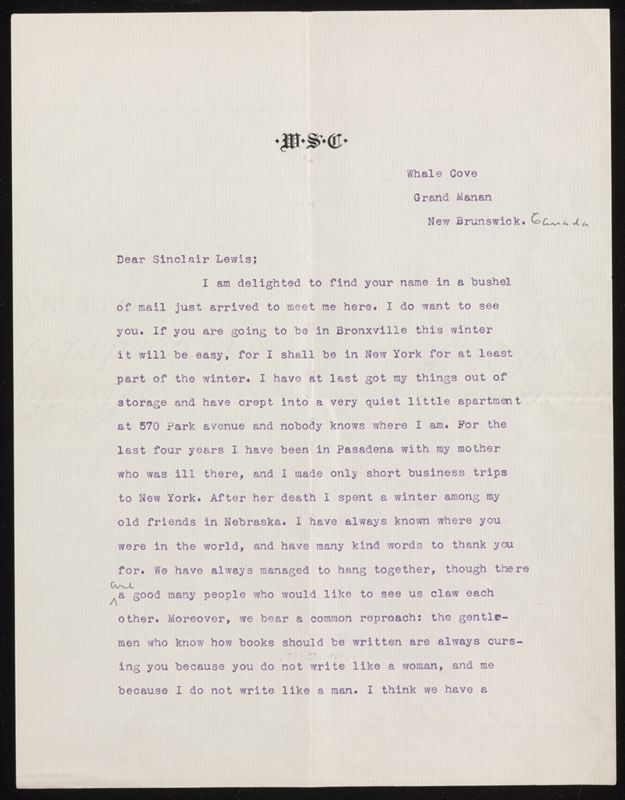 ·W·S·C·
Whale Cove
Grand Manan
New Brunswick. Canada
Dear Sinclair Lewis;
I am delighted to find your name in a bushel
of mail just arrived to meet me here. I do want to see
you. If you are going to be in Bronxville this winter
it will be easy, for I shall be in New York for at least
part of the winter. I have at last got my things out of
storage and have crept into a very quiet little apartment
at 570 Park avenue and nobody knows where I am. For the
last four years I have been in Pasadena with my mother
who was ill there, and I made only short business trips
to New York. After her death I spent a winter among my
old friends in Nebraska. I have always known where you
were in the world, and have many kind words to thank you
for. We have always managed to hang together, though there
are
a good many people who would like to see us claw each
other. Moreover, we bear a common reproach: the gentle-
men who know how books should be written are always curs-
ing you because you do not write like a woman, and me
because I do not write like a man. I think we have a